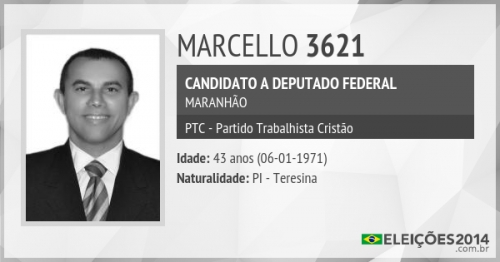 MARCELLO 3621
CANDIDATO A DEPUTADO FEDERAL
MARANHÃO
PTC - Partido Trabalhista Cristão
Idade: 43 anos (06-01-1971)
Naturalidade: PI - Teresina
ELEIÇÕES2014
.com.br